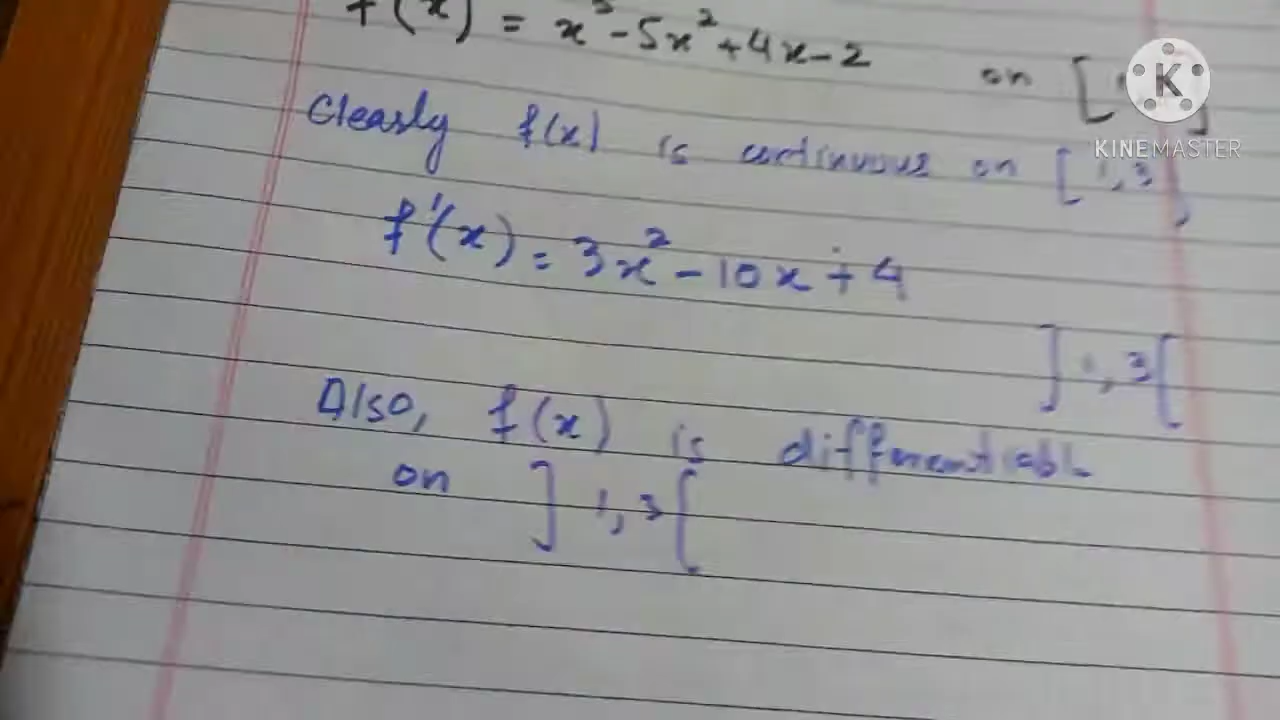 f(x) = x³-5x²+4x-2 on [
Clearly f(x) is continuous on [1,3]
f'(x) = 3x²-10x+4
]1,3[
Also, f(x) is differentiable
on ]1,3[
K
KINEMASTER